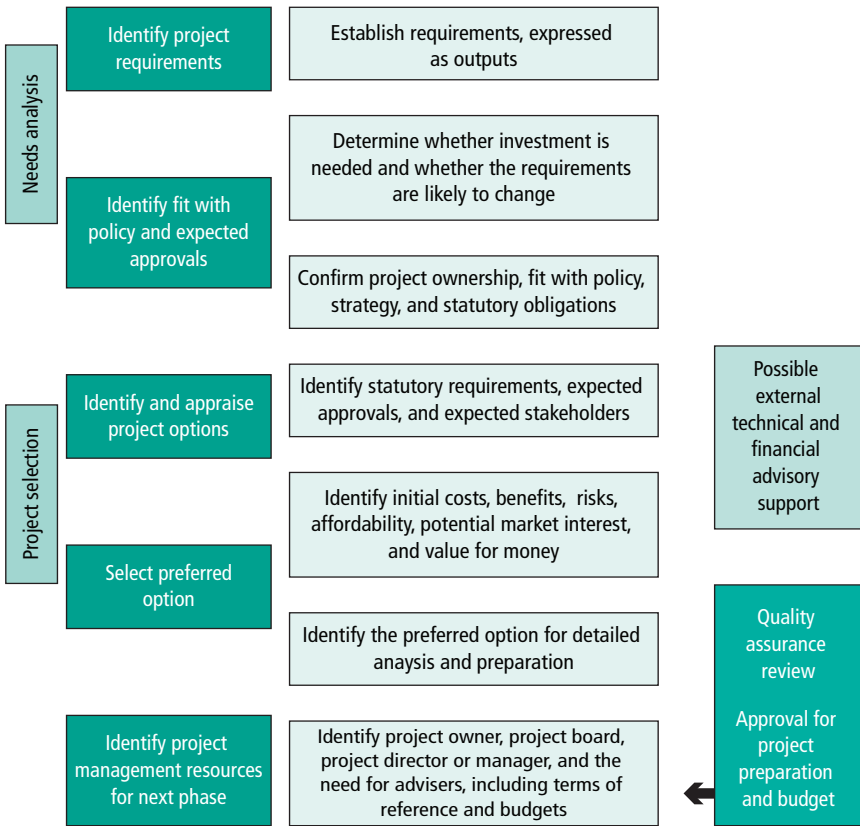 Needs analysis
Identify project
requirements
Establish requirements, expressed
as outputs
Determine whether investment is
needed and whether the requirements
are likely to change
Identify fit with
policy and expected
approvals
Confirm project ownership, fit with policy,
strategy, and statutory obligations
Project selection
Identify and appraise
project options
Identify statutory requirements, expected
approvals, and expected stakeholders
Possible
external
technical and
financial
advisory
support
Identify initial costs, benefits, risks,
affordability, potential market interest,
and value for money
Select preferred
option
Identify the preferred option for detailed
anaysis and preparation
Quality
assurance
review
Approval for
project
preparation
and budget
Identify project
management resources
for next phase
Identify project owner, project board,
project director or manager, and the
need for advisers, including terms of
reference and budgets